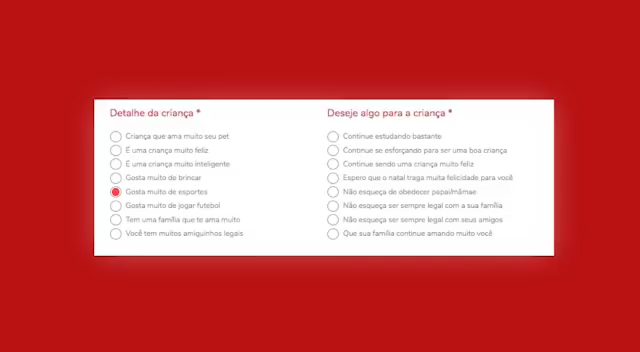 Detalhe da criança *
Criança que ama muito seu pet
É uma criança muito feliz
É uma criança muito inteligente
Gosta muito de brincar
Gosta muito de esportes
Gosta muito de jogar futebol
Tem uma família que te ama muito
Você tem muitos amiguinhos legais
Deseje algo para a criança *
Continue estudando bastante
Continue se esforçando para ser uma boa criança
Continue sendo uma criança muito feliz
Espero que o natal traga muita felicidade para você
Não esqueça de obedecer papai/mamãe
Não esqueça ser sempre legal com a sua família
Não esqueça ser sempre legal com seus amigos
Que sua família continue amando muito você